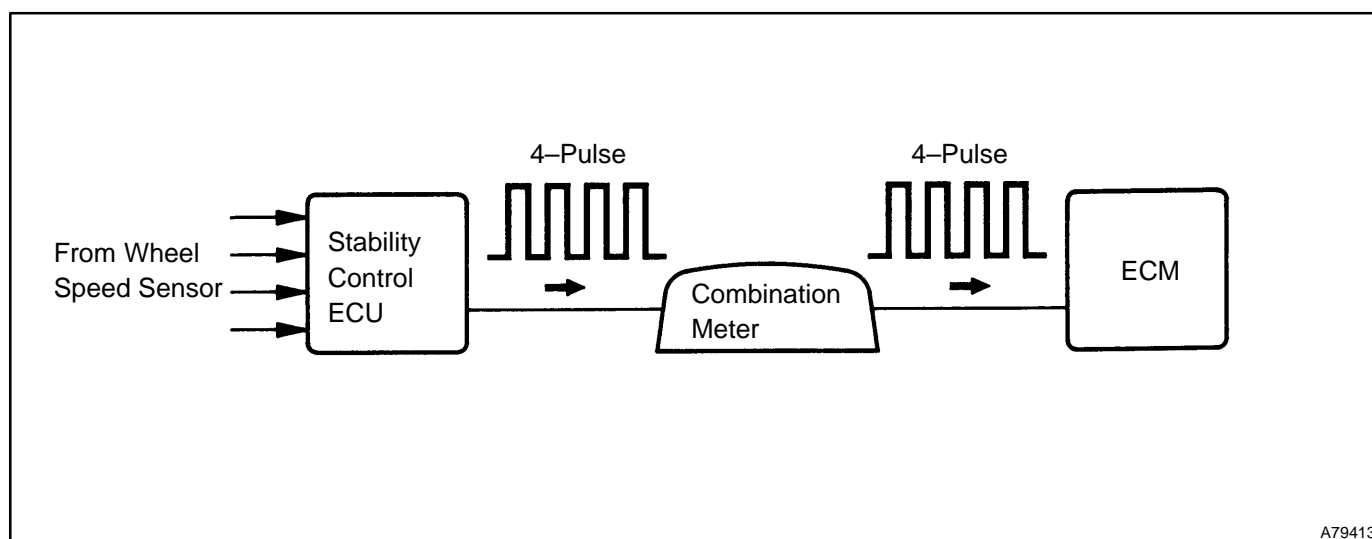 4–Pulse
4–Pulse
From Wheel
Speed Sensor
Stability
Control
ECU
Combination
Meter
ECM
A79413